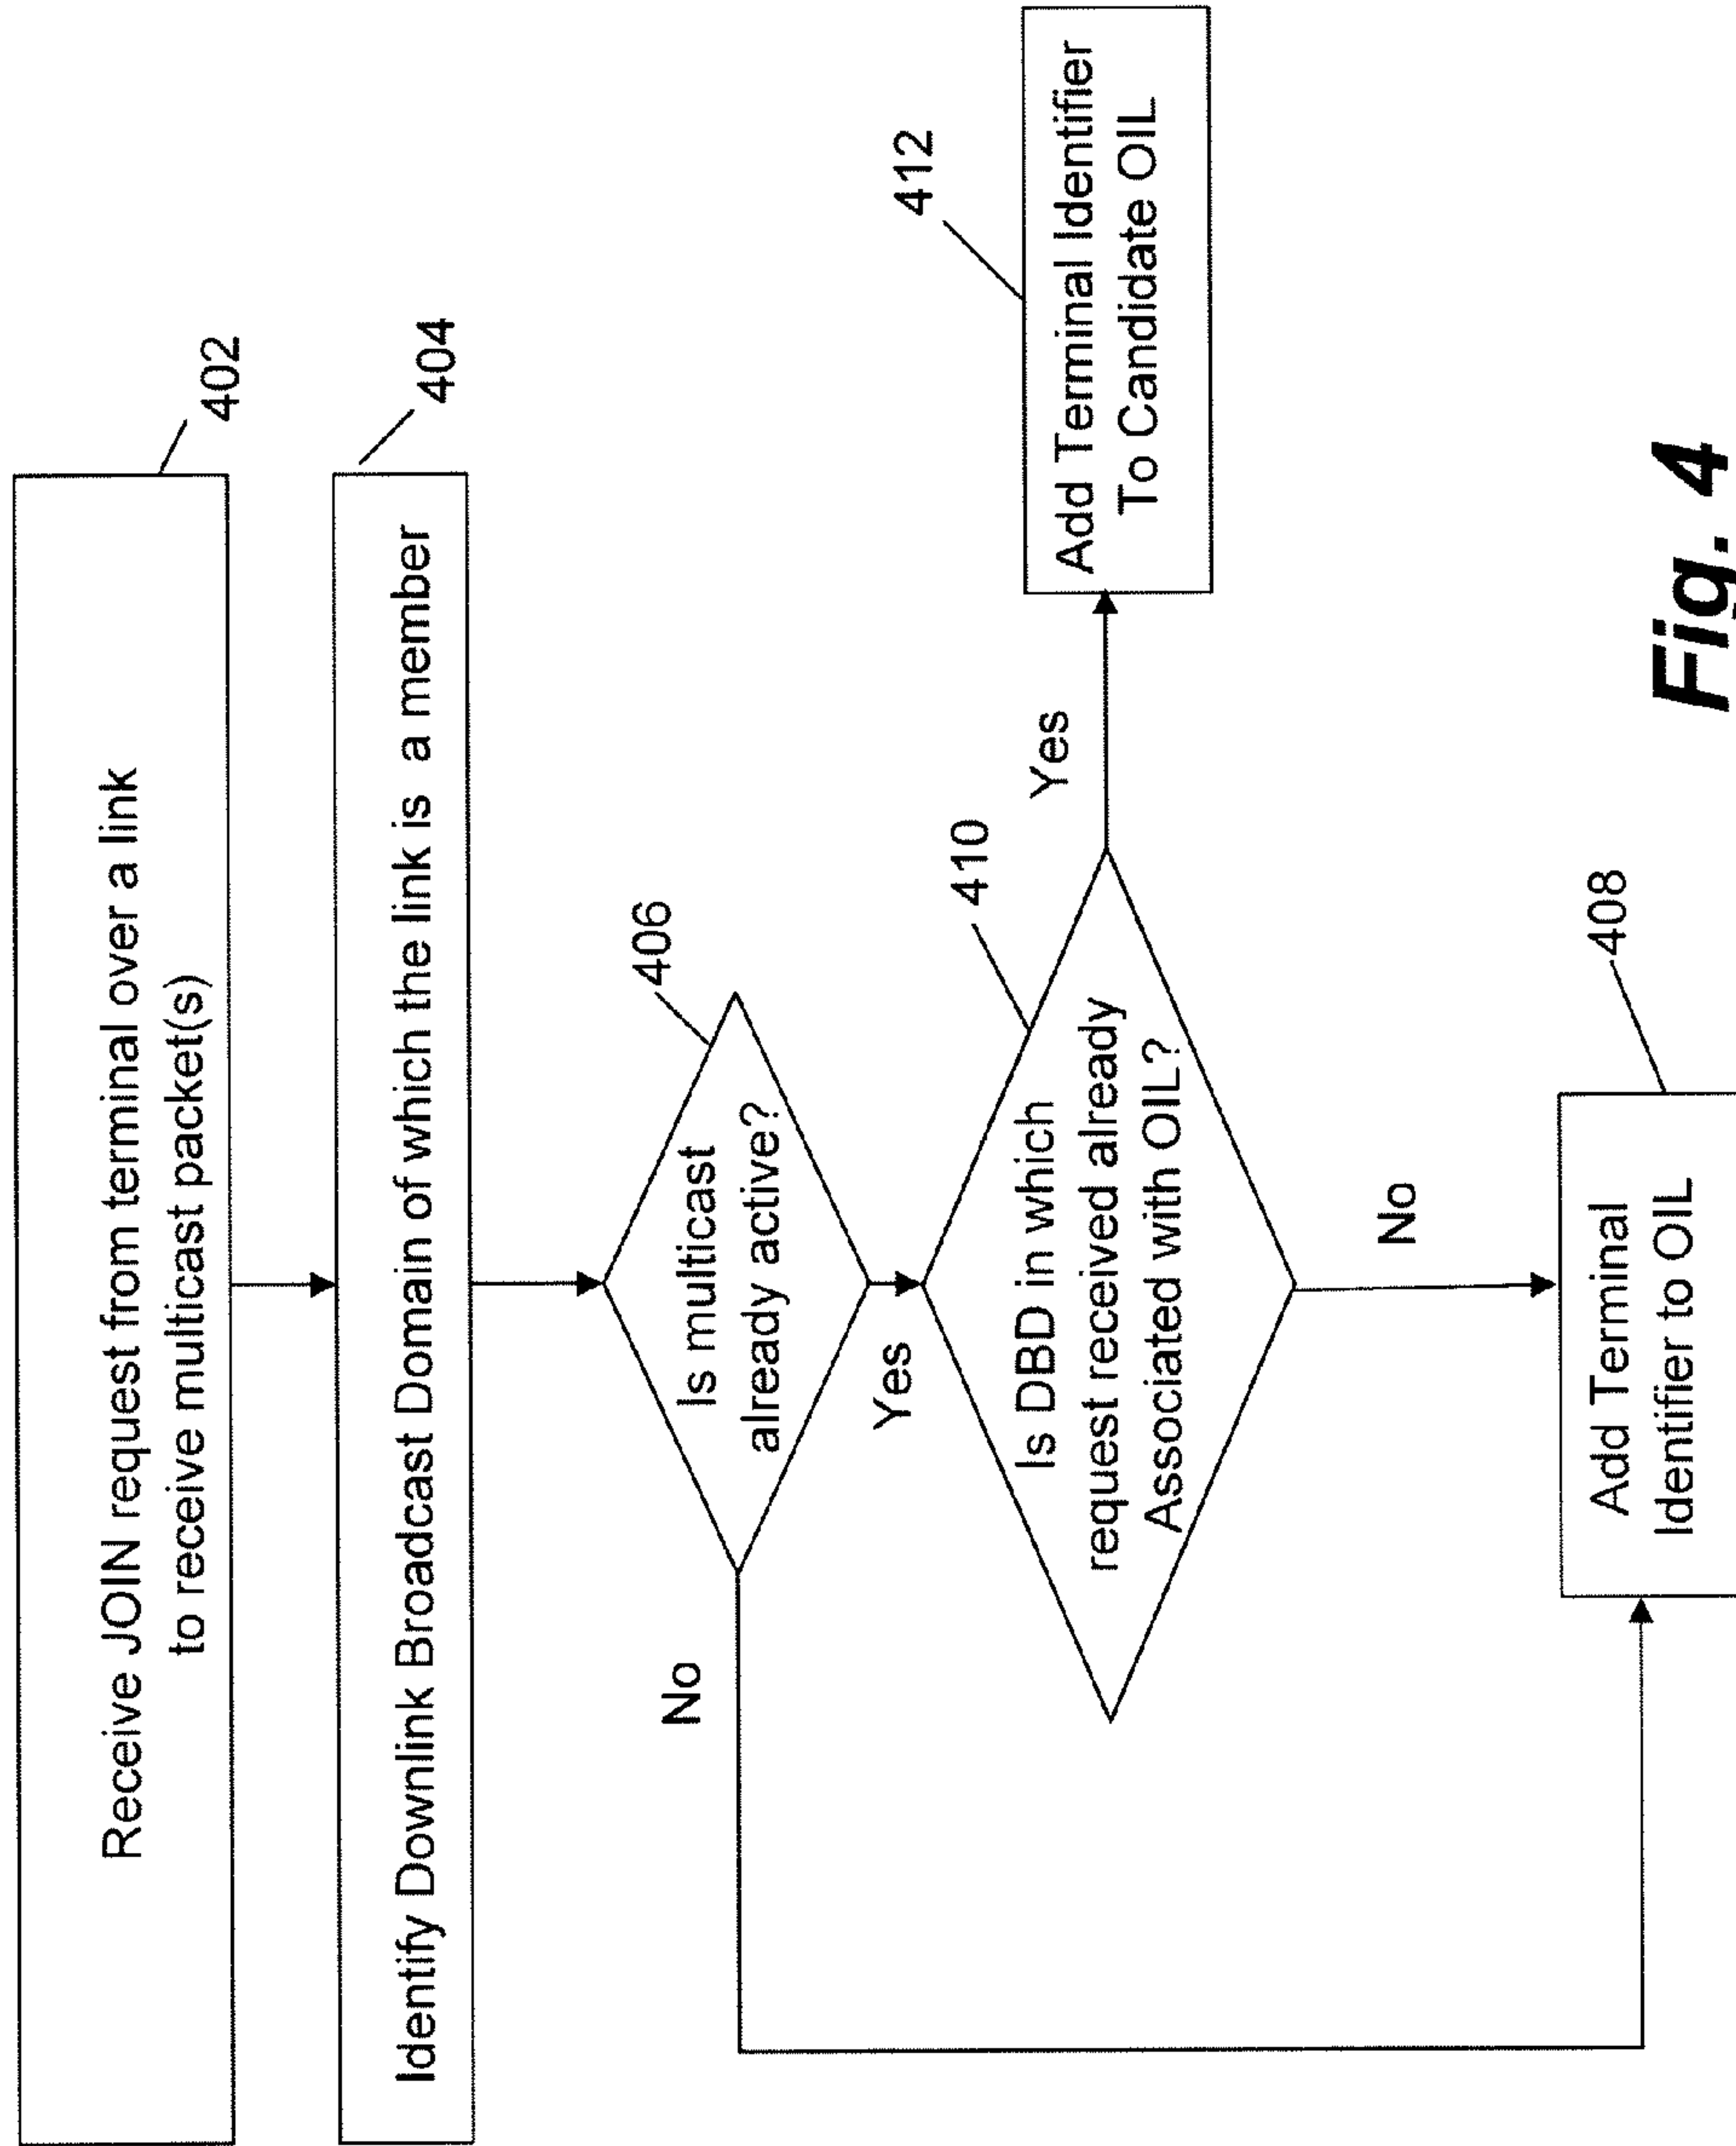 Receive JOIN request from terminal over a link
to receive multicast packet(s)
402
Identify Downlink Broadcast Domain of which the link is a member
404
Is multicast
already active?
406
No
Yes
Is DBD in which
request received already
Associated with OIL?
410
Yes
Add Terminal Identifier
To Candidate OIL
412
No
Add Terminal
Identifier to OIL
408
Fig. 4